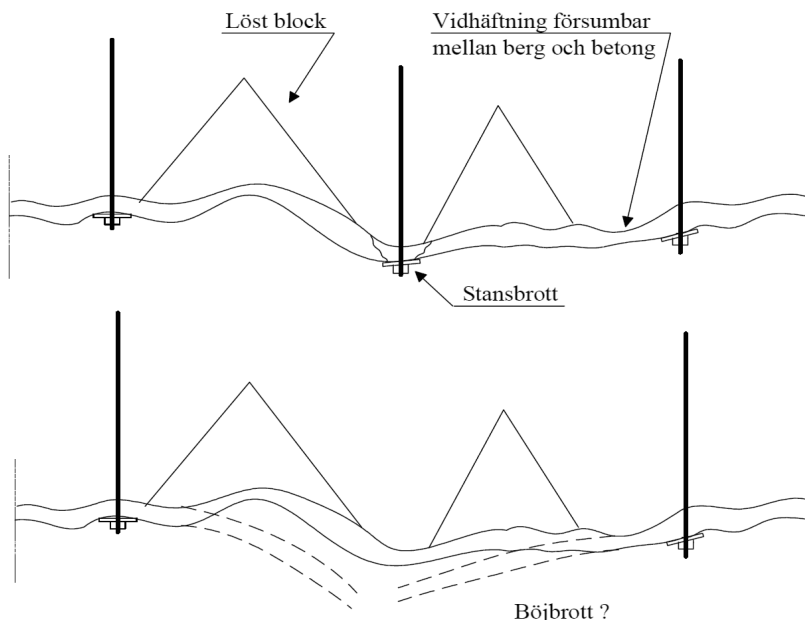 Löst block
Vidhäftning försumbar
mellan berg och betong
Stansbrott
Böjbrott ?